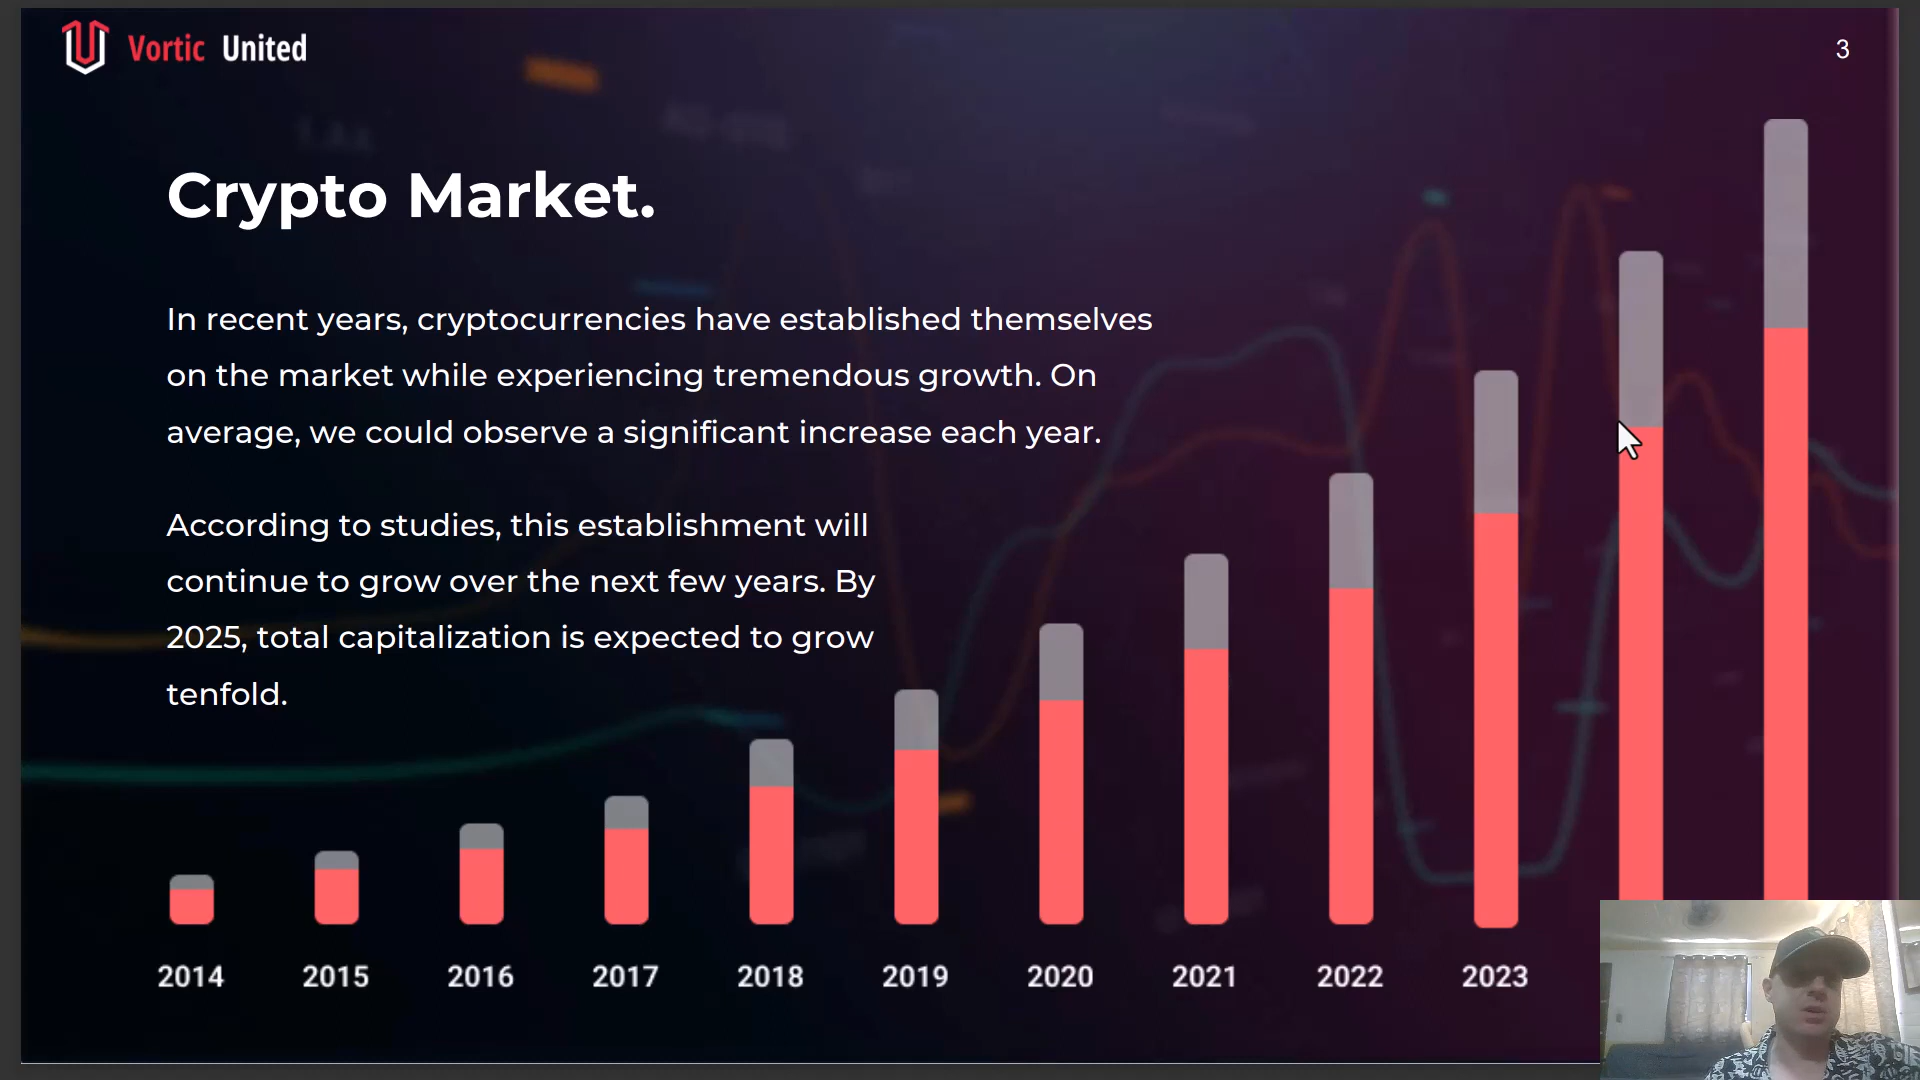 Vortic United
3
Crypto Market.
In recent years, cryptocurrencies have established themselves
on the market while experiencing tremendous growth. On
average, we could observe a significant increase each year.
According to studies, this establishment will
continue to grow over the next few years. By
2025, total capitalization is expected to grow
tenfold.
2014 2015 2016 2017 2018 2019 2020 2021 2022 2023